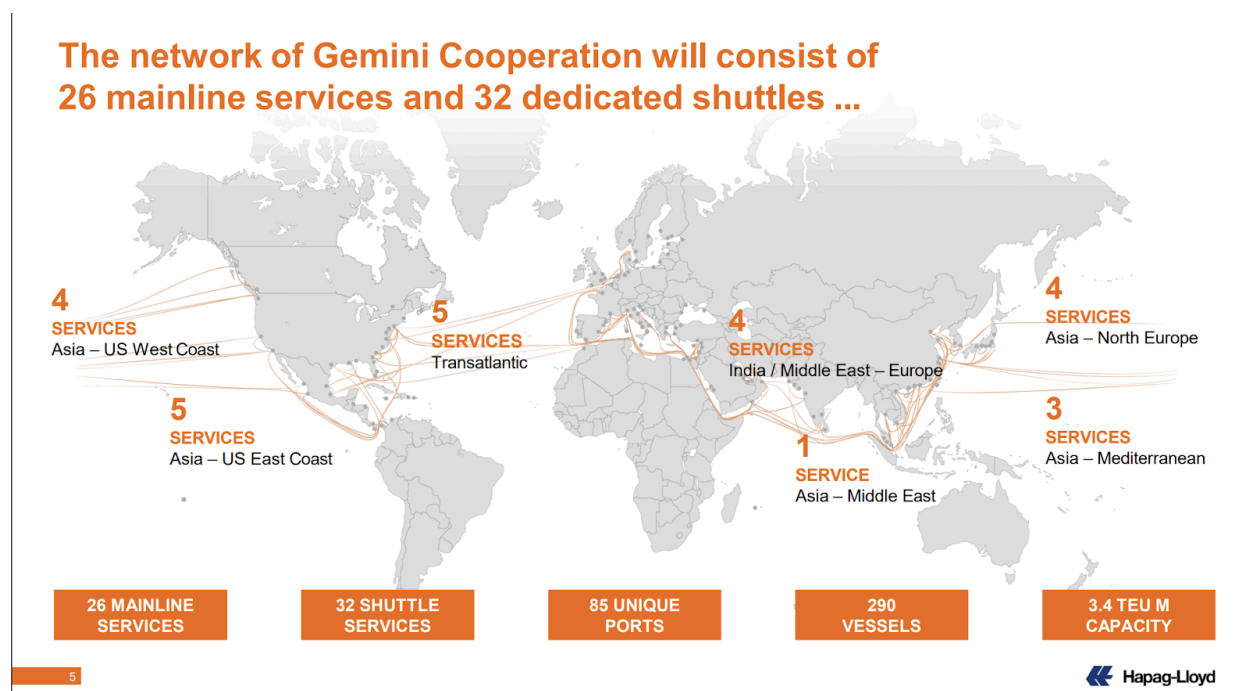 The network of Gemini Cooperation will consist of
26 mainline services and 32 dedicated shuttles ...
4
SERVICES
Asia – US West Coast
5
SERVICES
Transatlantic
4
SERVICES
India / Middle East – Europe
4
SERVICES
Asia – North Europe
5
SERVICES
Asia – US East Coast
1
SERVICE
Asia – Middle East
3
SERVICES
Asia – Mediterranean
26 MAINLINE
SERVICES
32 SHUTTLE
SERVICES
85 UNIQUE
PORTS
290
VESSELS
3.4 TEU M
CAPACITY
5
Hapag-Lloyd